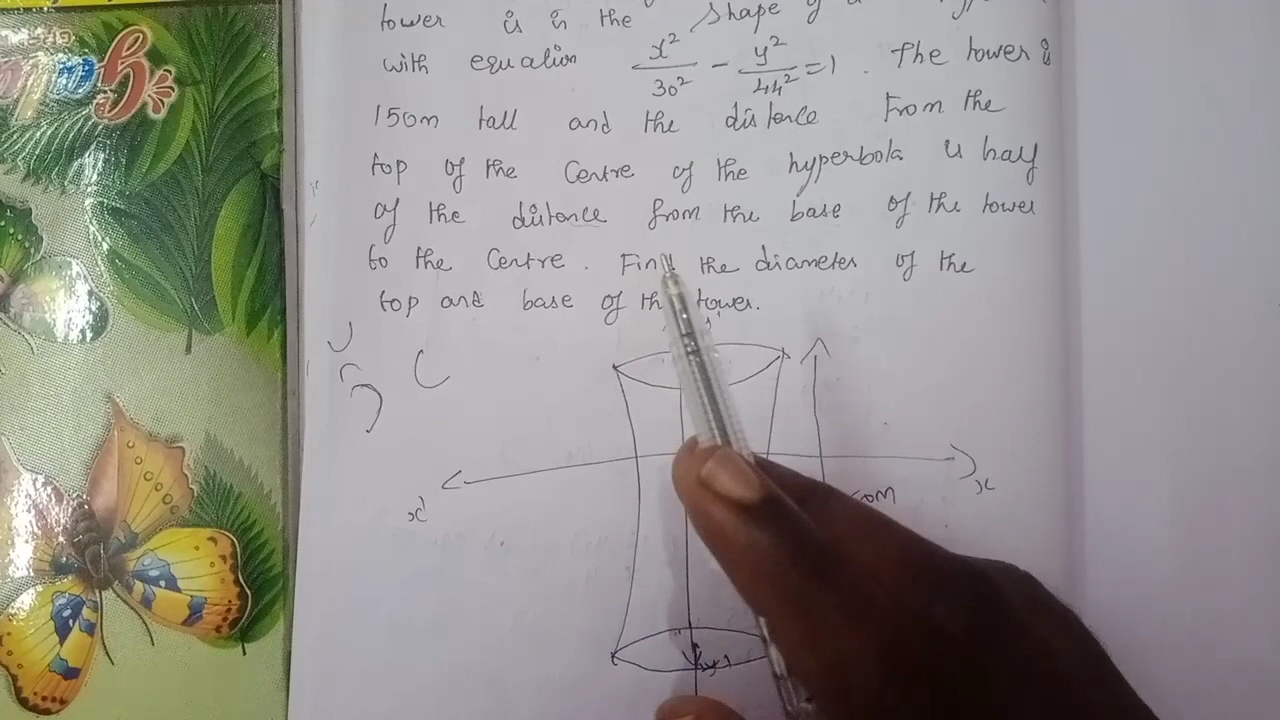 tower is in the shape of a
with equation x²/30² - y²/44² = 1. The tower is
150m tall and the distence From the
top of the Centre of the hyperbola is half
of the distence from the base of the tower
to the Centre. Find the diameter of the
top and base of the tower.
x'
x